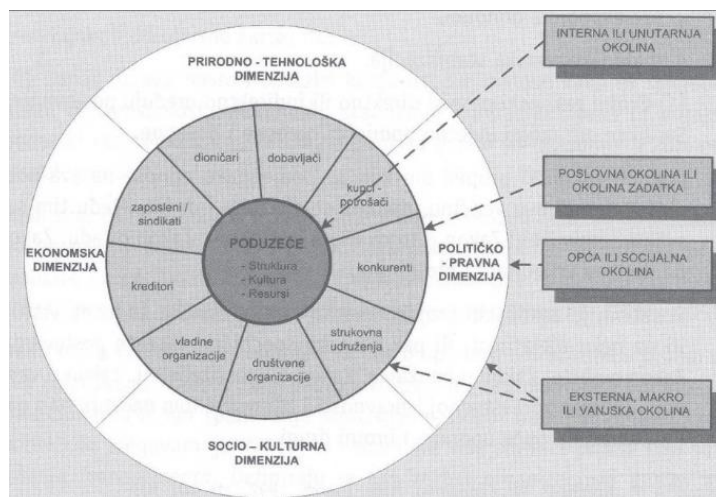 PRIRODNO - TEHNOLOŠKA
DIMENZIJA
INTERNA ILI UNUTARNJA
OKOLINA
dioničari
dobavljači
kupci -
potrošači
POSLOVNA OKOLINA ILI
OKOLINA ZADATKA
zaposleni /
sindikati
PODUZEĆE
- Struktura
- Kultura
- Resursi
EKONOMSKA
DIMENZIJA
konkurenti
POLITIČKO
- PRAVNA
DIMENZIJA
OPĆA ILI SOCIJALNA
OKOLINA
kreditori
vladine
organizacije
društvene
organizacije
strukovna
udruženja
EKSTERNA, MAKRO
ILI VANJSKA OKOLINA
SOCIO – KULTURNA
DIMENZIJA